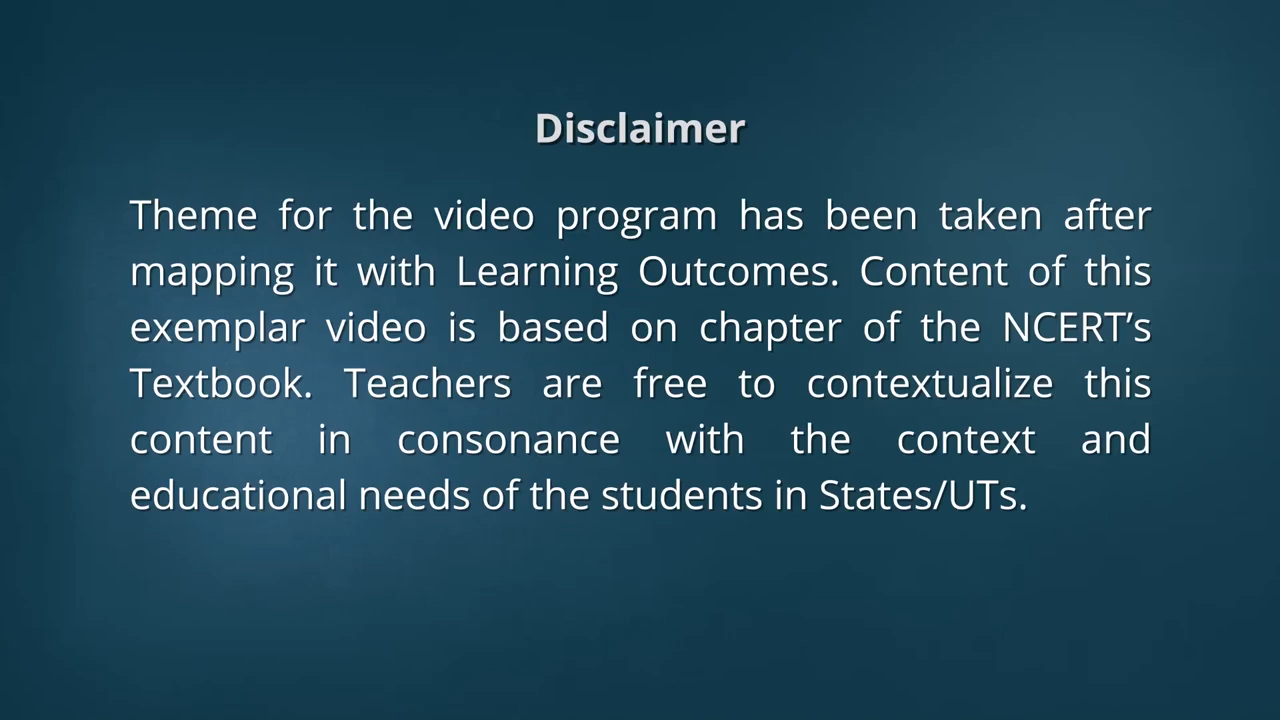 Disclaimer
Theme for the video program has been taken after
mapping it with Learning Outcomes. Content of this
exemplar video is based on chapter of the NCERT’s
Textbook. Teachers are free to contextualize this
content in consonance with the context and
educational needs of the students in States/UTs.